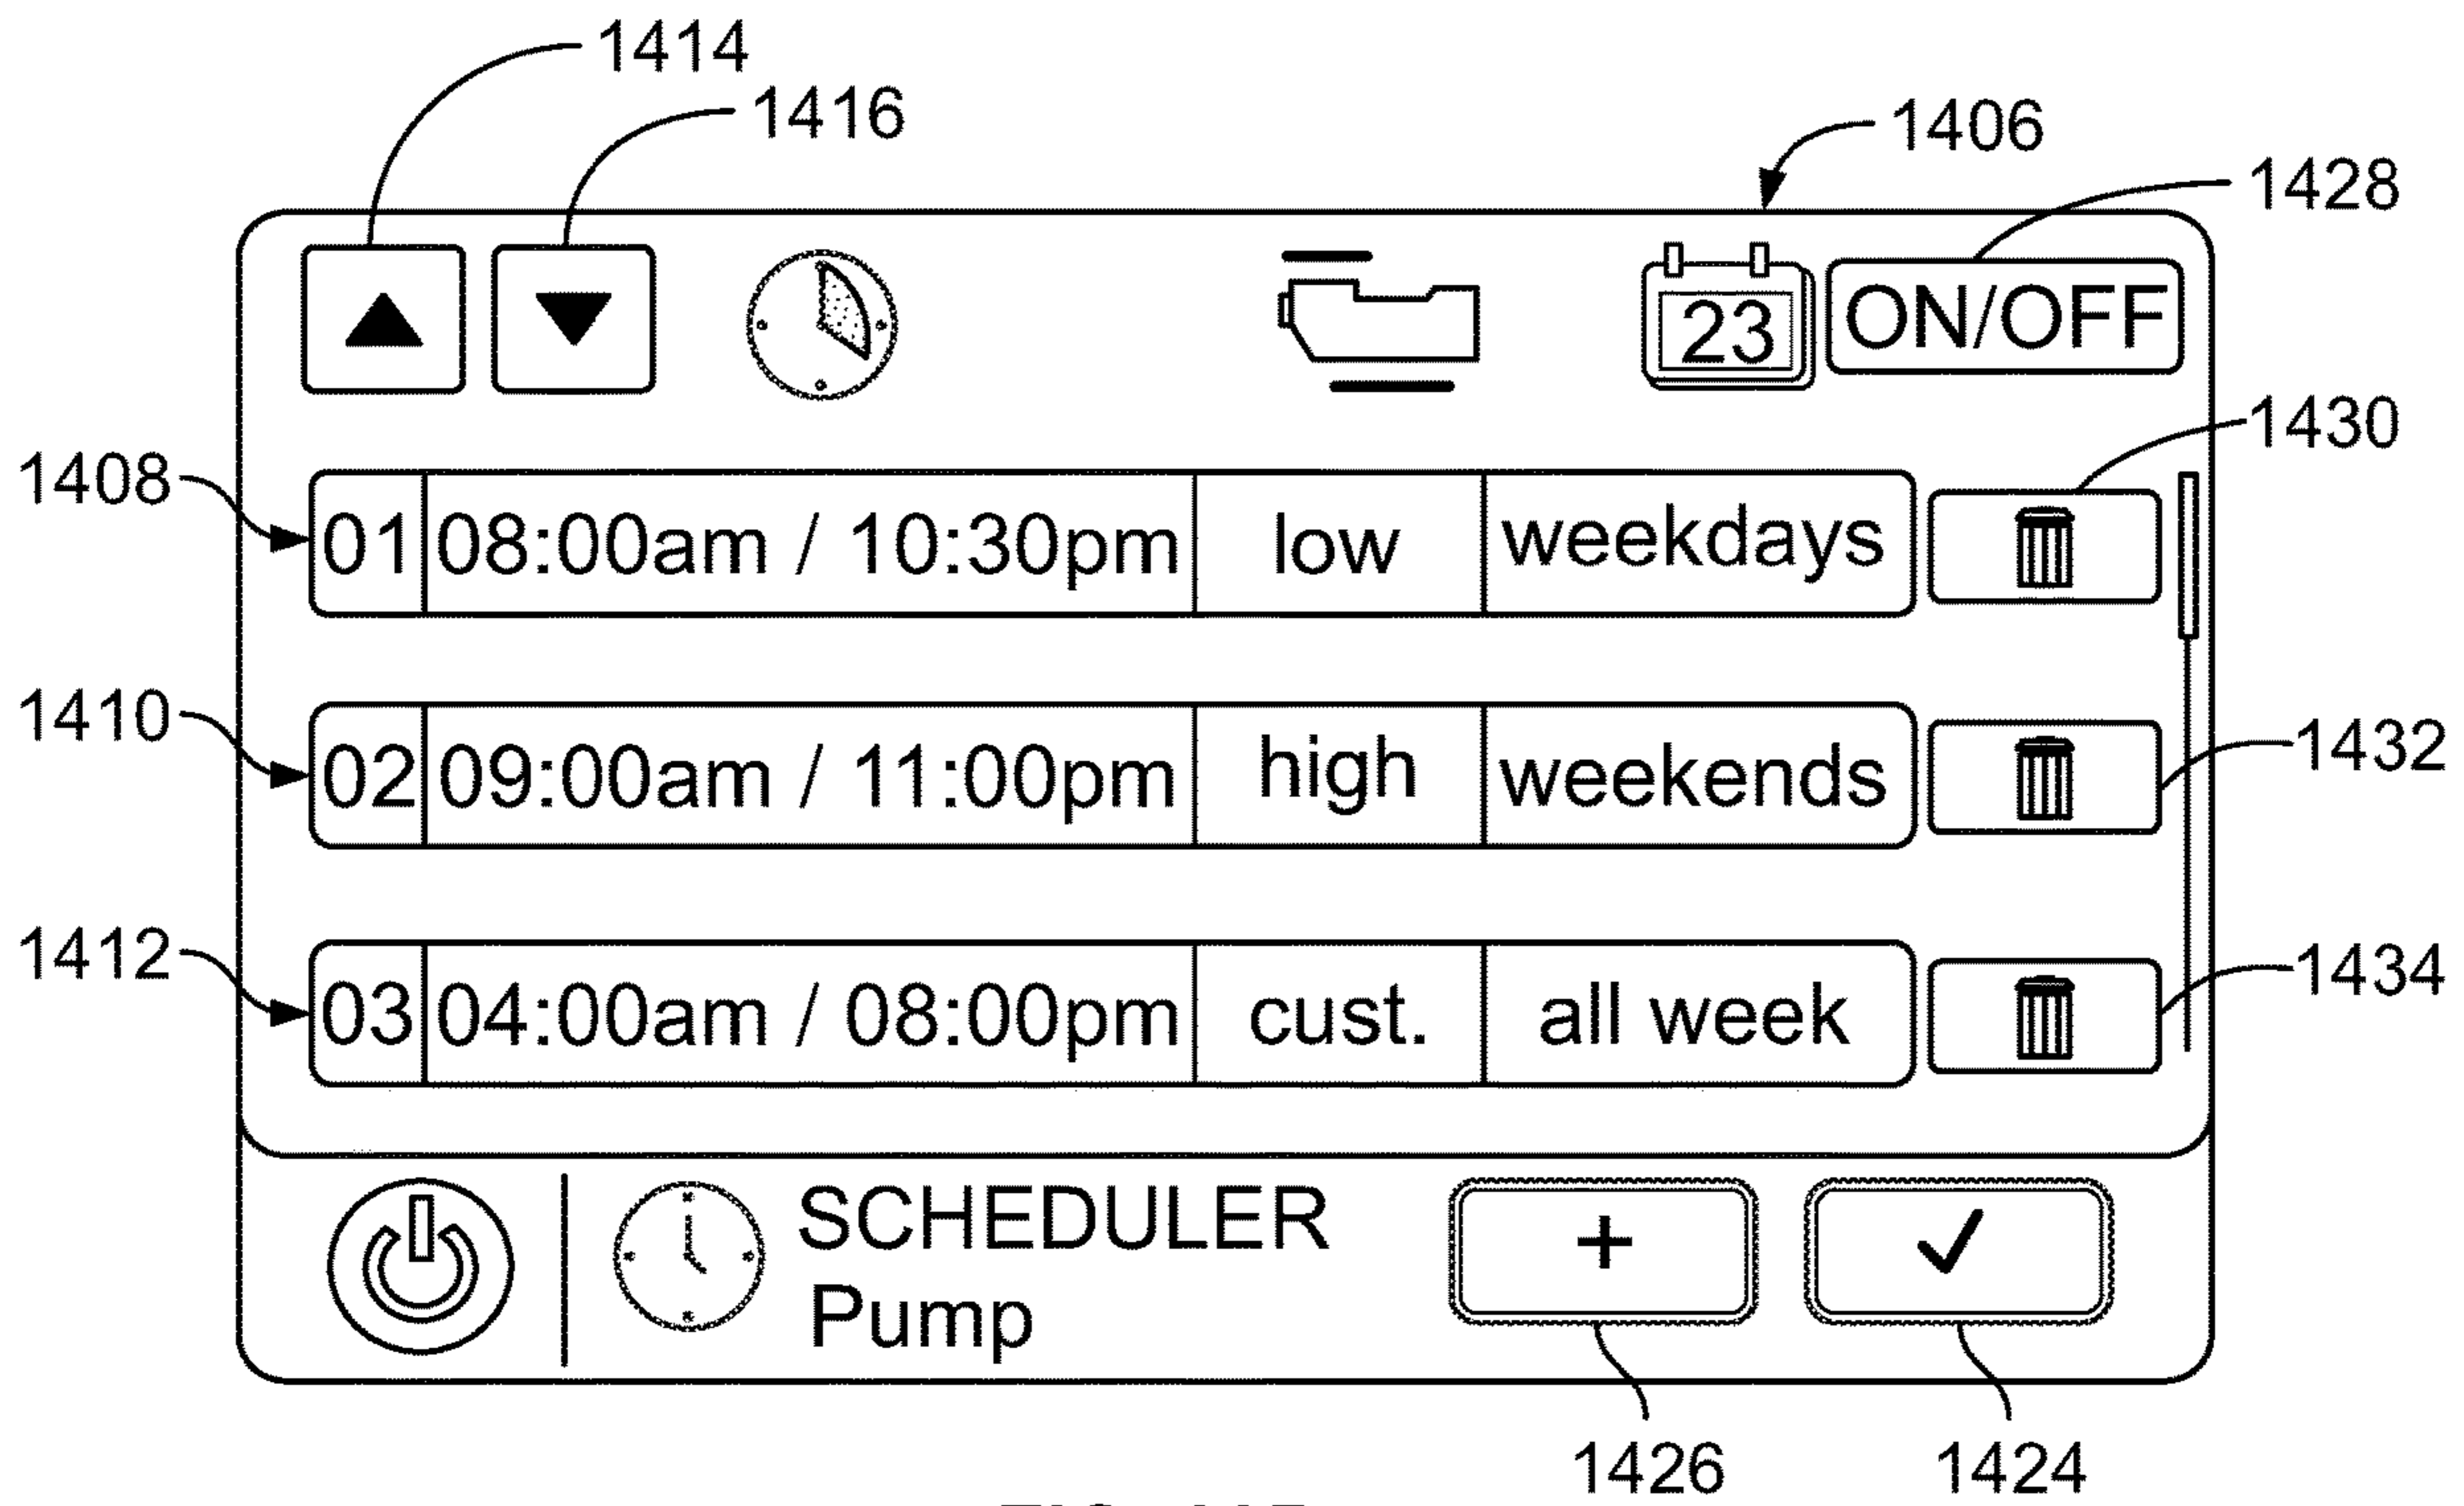 1414
1416
1406
1428
23 ON/OFF
1430
1408
01 08:00am / 10:30pm low weekdays
1410
02 09:00am / 11:00pm high weekends
1432
1412
03 04:00am / 08:00pm cust. all week
1434
SCHEDULER
Pump
+
1426 1424